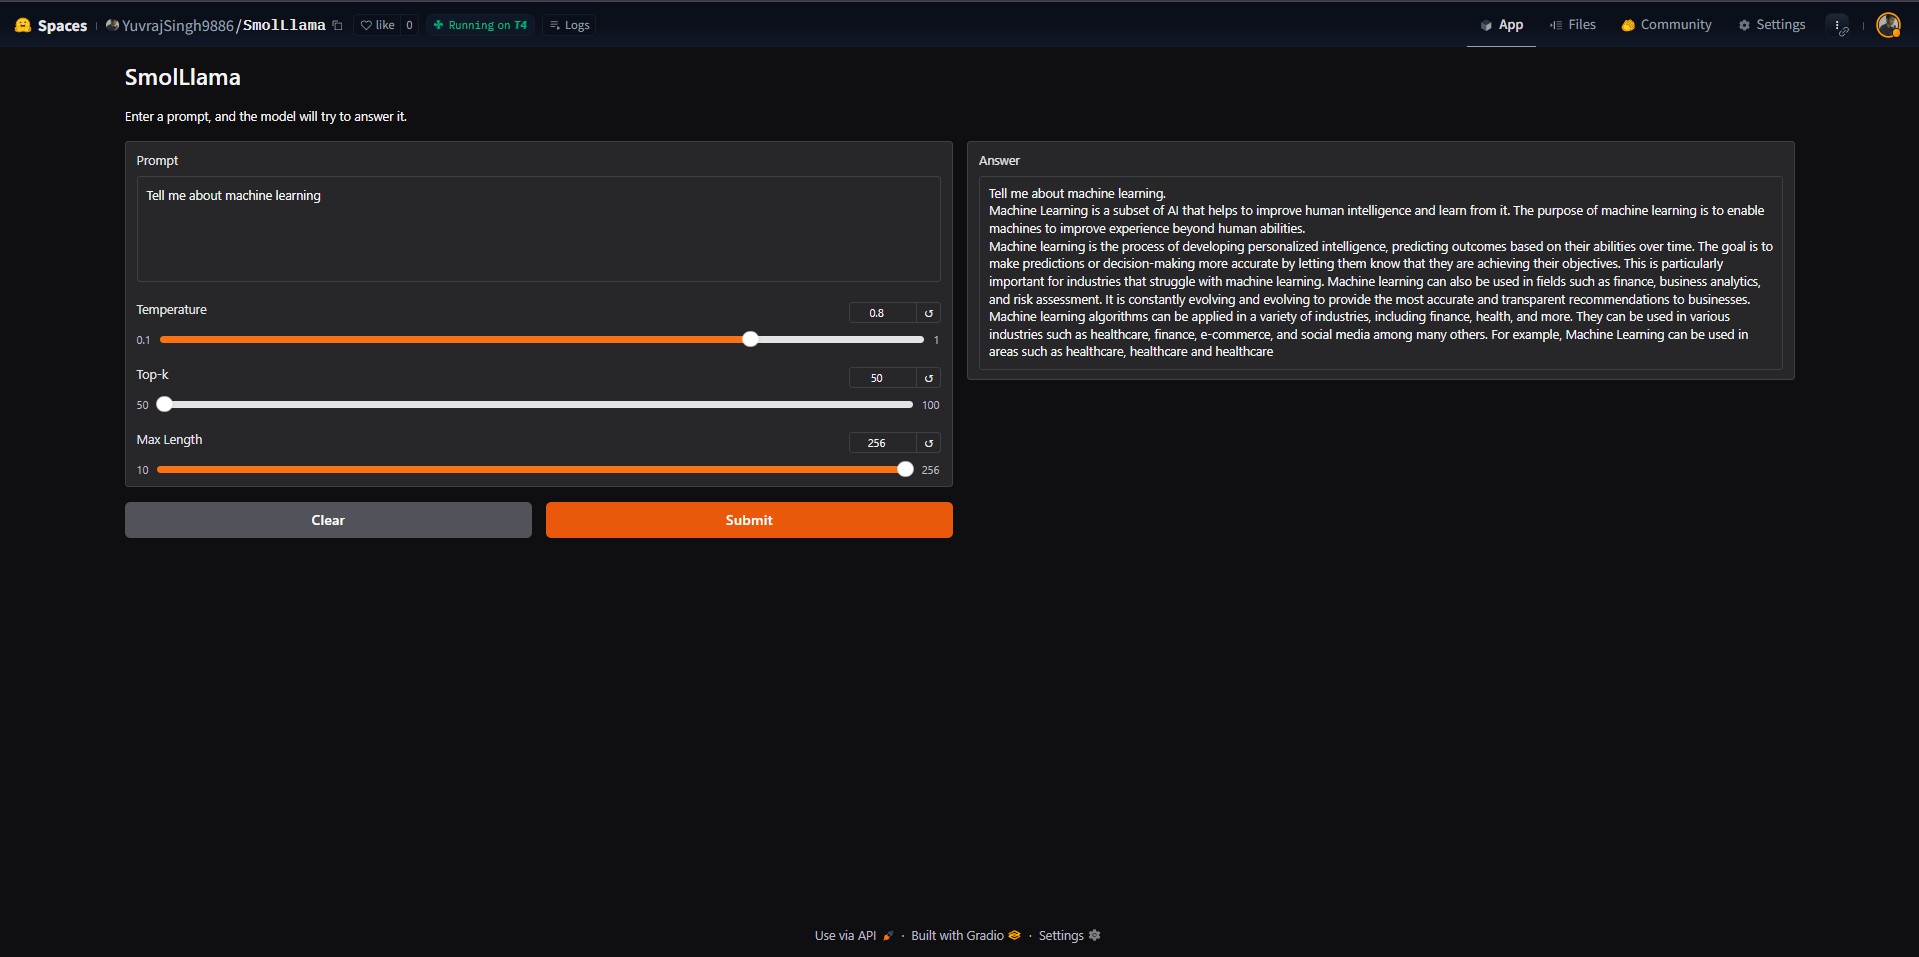 Spaces YuvrajSingh9886/SmolLlama like 0 Running on T4 Logs App Files Community Settings
SmolLlama
Enter a prompt, and the model will try to answer it.
Prompt
Tell me about machine learning
Temperature
0.8
0.1
1
Top-k
50
50
100
Max Length
256
10
256
Clear
Submit
Answer
Tell me about machine learning.
Machine Learning is a subset of AI that helps to improve human intelligence and learn from it. The purpose of machine learning is to enable
machines to improve experience beyond human abilities.
Machine learning is the process of developing personalized intelligence, predicting outcomes based on their abilities over time. The goal is to
make predictions or decision-making more accurate by letting them know that they are achieving their objectives. This is particularly
important for industries that struggle with machine learning. Machine learning can also be used in fields such as finance, business analytics,
and risk assessment. It is constantly evolving and evolving to provide the most accurate and transparent recommendations to businesses.
Machine learning algorithms can be applied in a variety of industries, including finance, health, and more. They can be used in various
industries such as healthcare, finance, e-commerce, and social media among many others. For example, Machine Learning can be used in
areas such as healthcare, healthcare and healthcare
Use via API · Built with Gradio · Settings